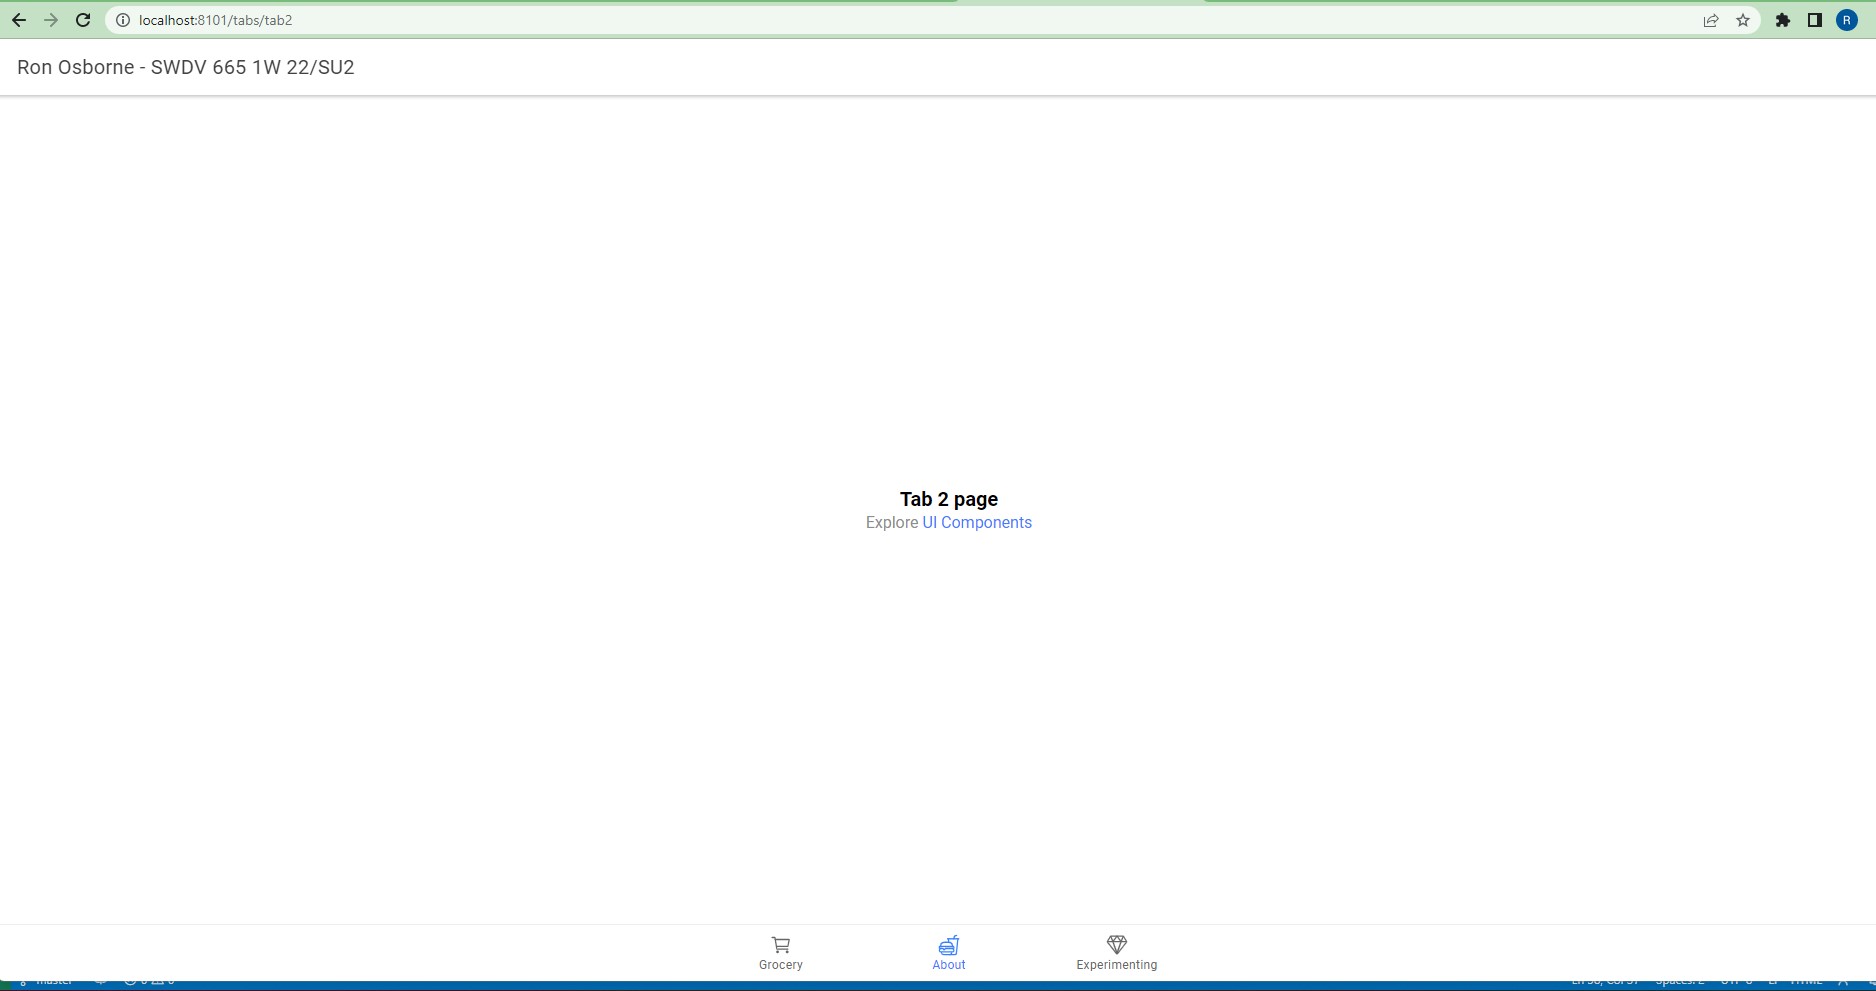 localhost:8101/tabs/tab2
R
Ron Osborne - SWDV 665 1W 22/SU2
Tab 2 page
Explore UI Components
Grocery
About
Experimenting
master